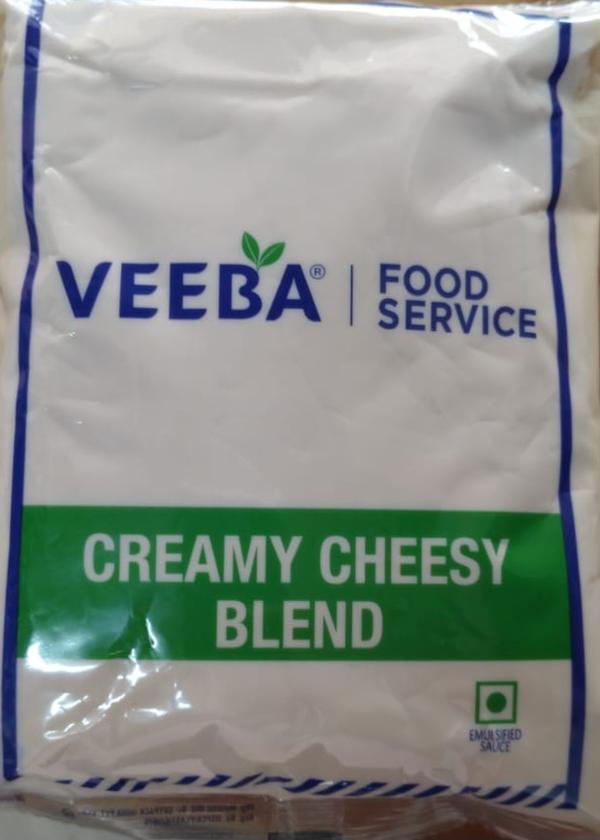 VEEBA® | FOOD
SERVICE
CREAMY CHEESY
BLEND
EMULSIFIED
SAUCE